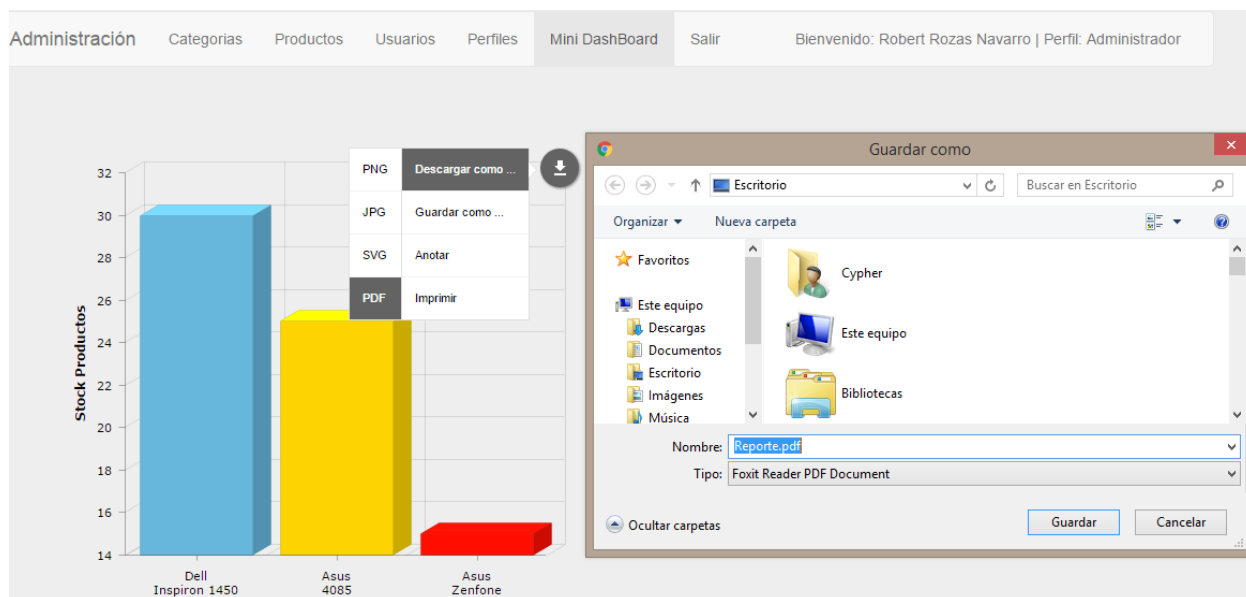 Administración Categorias Productos Usuarios Perfiles Mini DashBoard Salir Bienvenido: Robert Rozas Navarro | Perfil: Administrador
Stock Productos
32
30
28
26
24
22
20
18
16
14
Dell
Inspiron 1450
Asus
4085
Asus
Zenfone
PNG Descargar como ...
JPG Guardar como ...
SVG Anotar
PDF Imprimir
Guardar como
Escritorio
Buscar en Escritorio
Organizar Nueva carpeta
Favoritos
Este equipo
Descargas
Documentos
Escritorio
Imágenes
Música
Cypher
Este equipo
Bibliotecas
Nombre: Reporte.pdf
Tipo: Foxit Reader PDF Document
Ocultar carpetas Guardar Cancelar